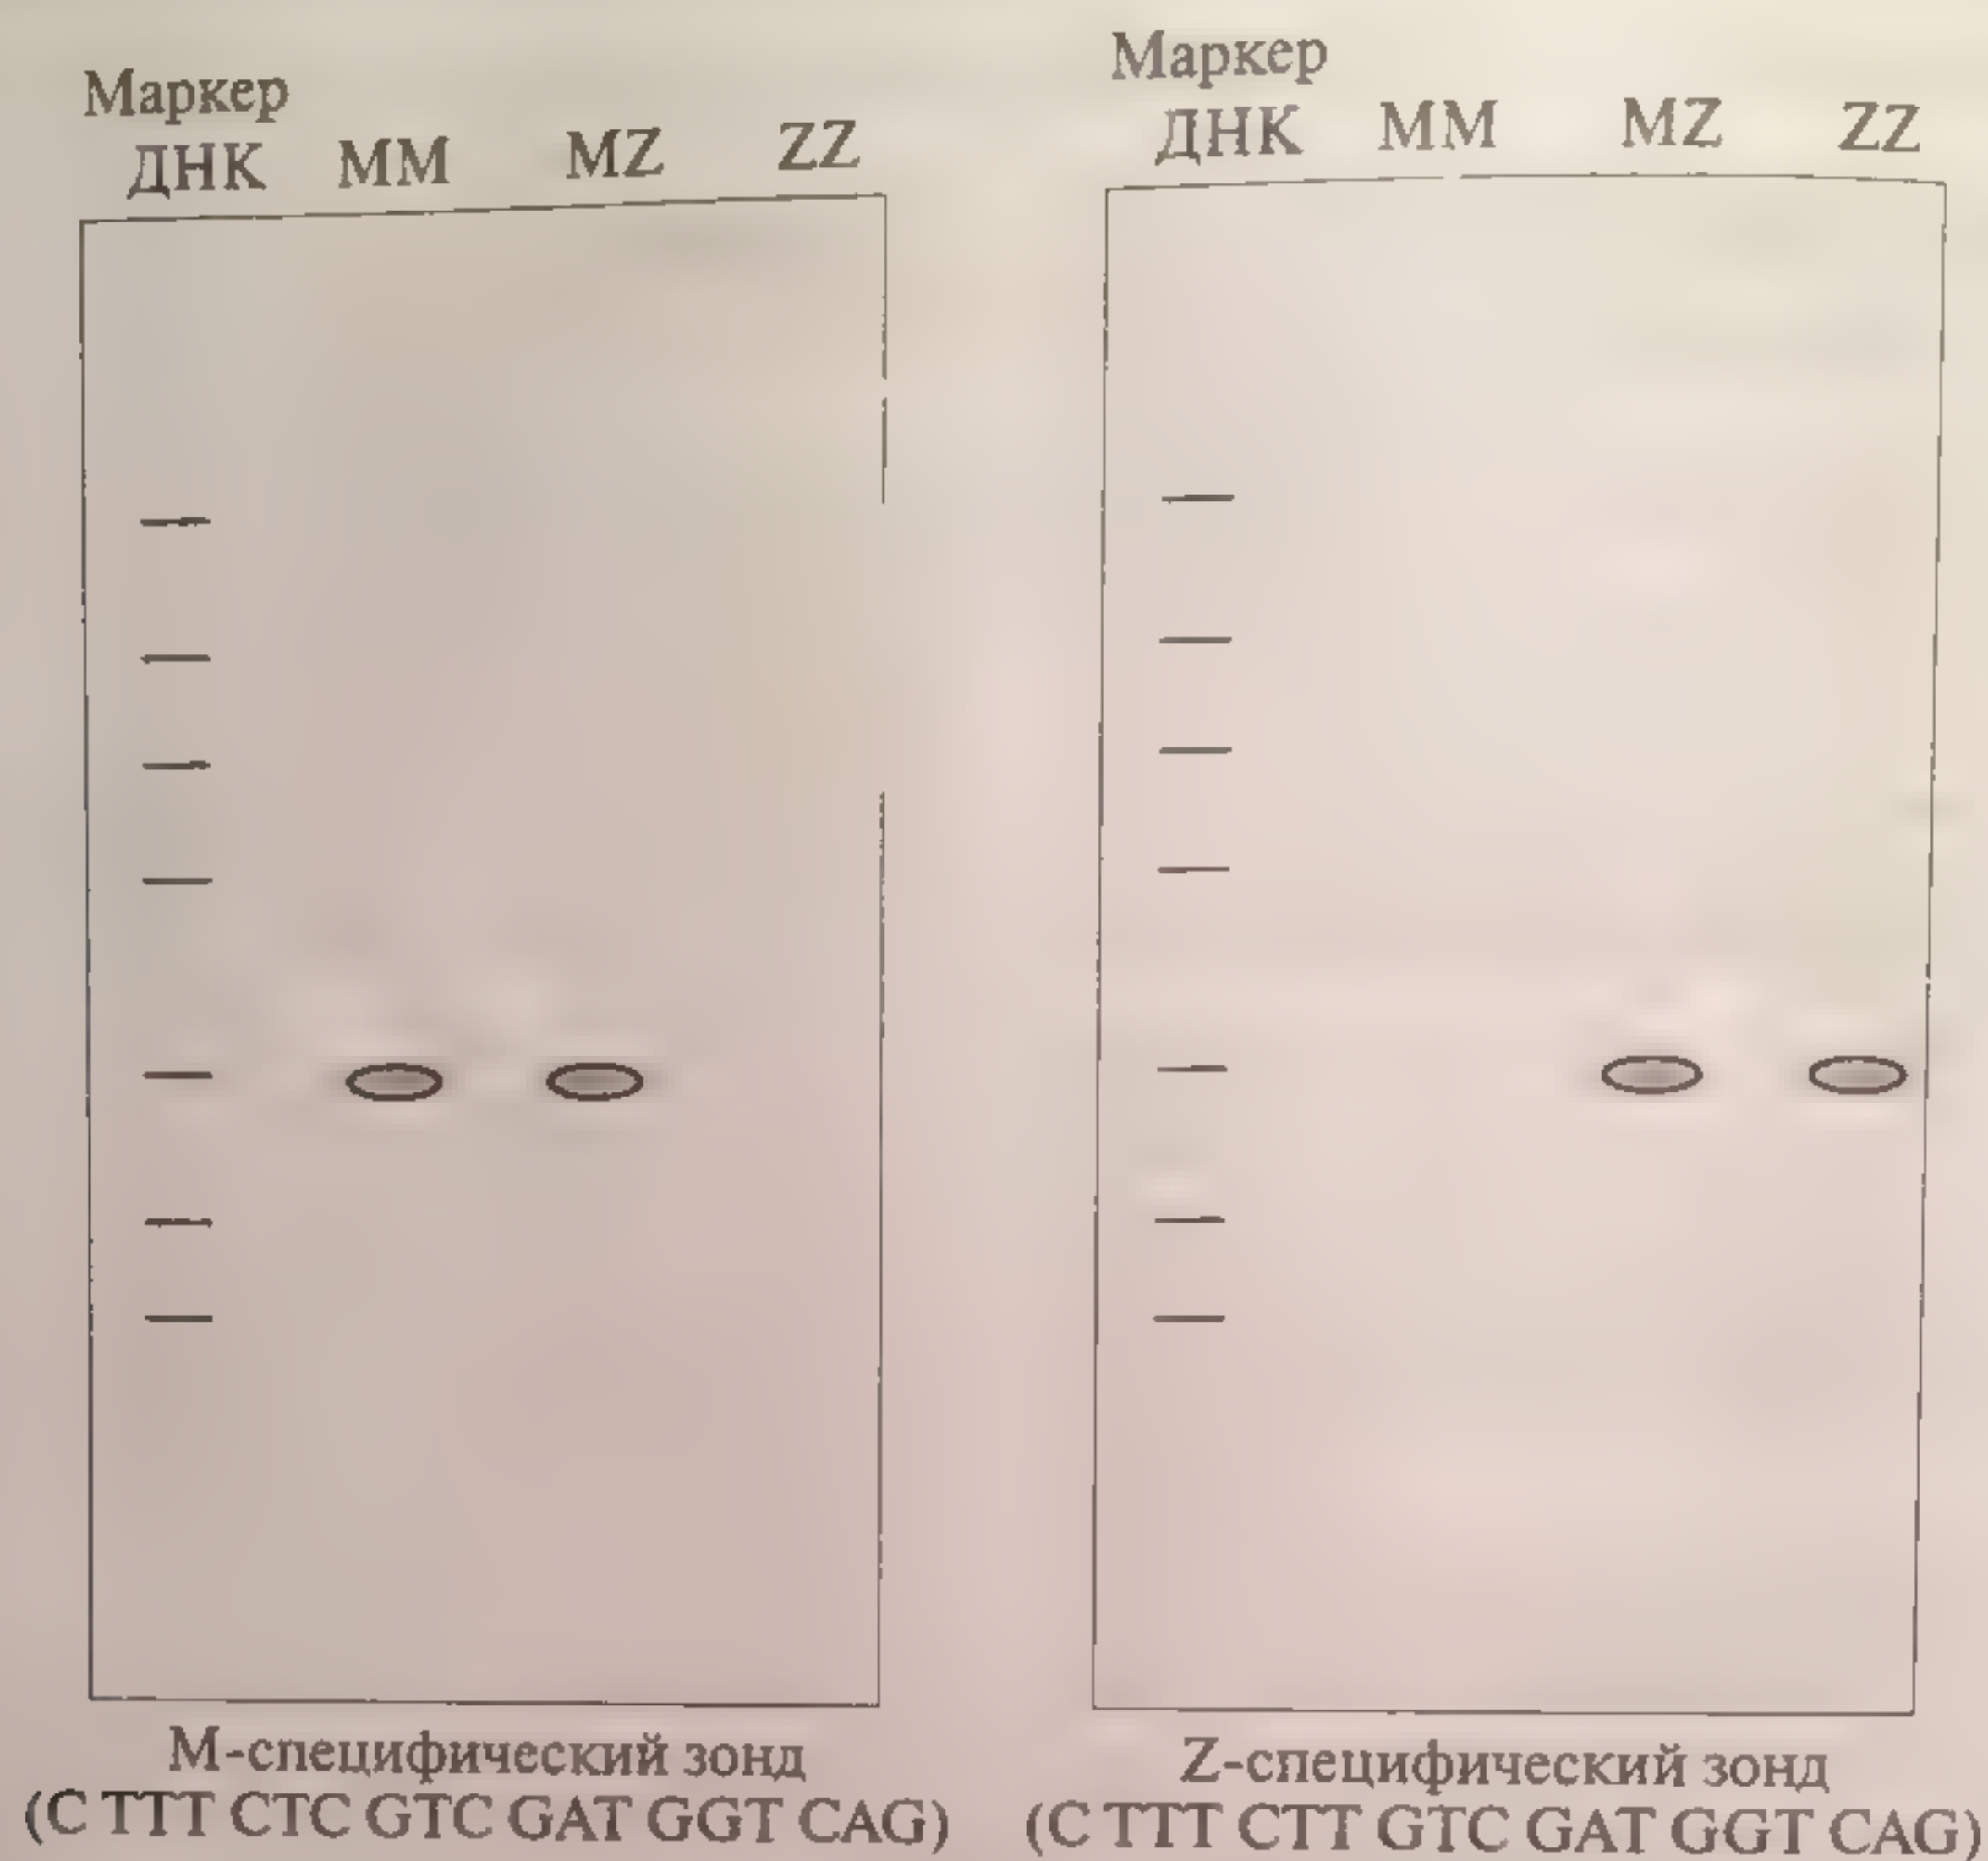 Маркер
ДНК MM MZ ZZ
М-специфический зонд
(C TTT CTC GTC GAT GGT CAG)
Маркер
ДНК MM MZ ZZ
Z-специфический зонд
(C TTT CTT GTC GAT GGT CAG)